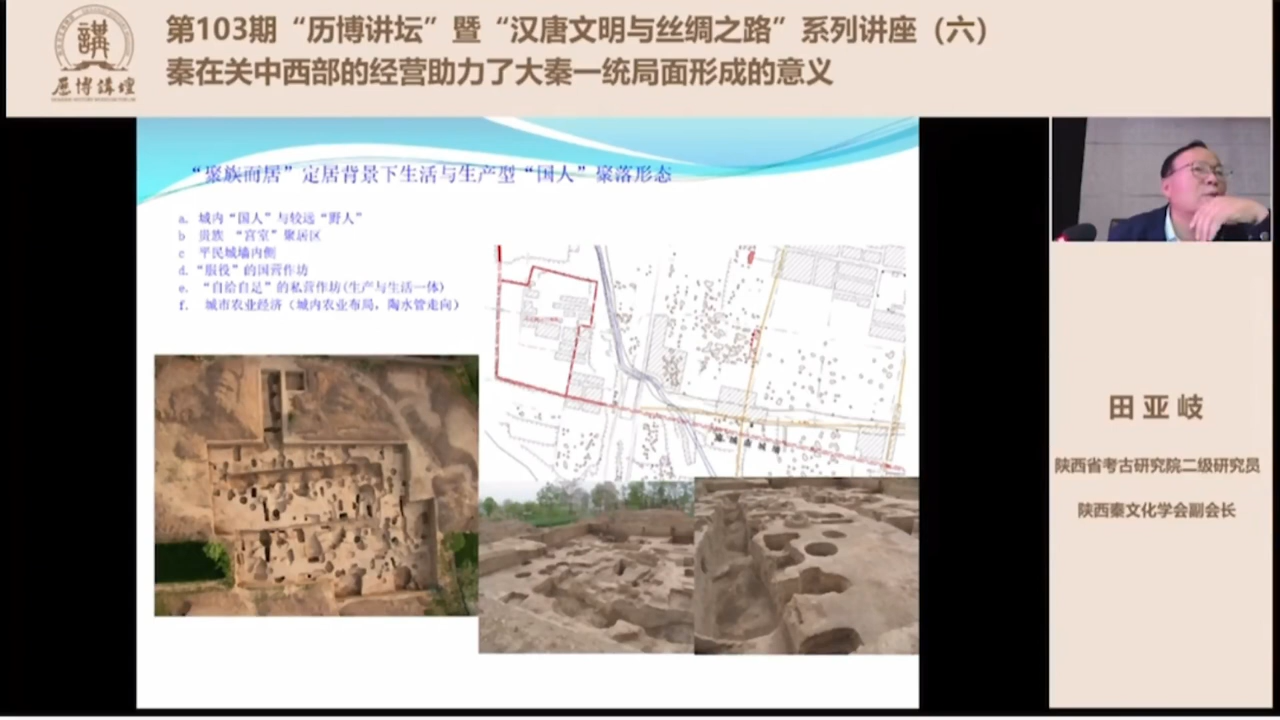 第103期“历博讲坛”暨“汉唐文明与丝绸之路”系列讲座（六）
秦在关中西部的经营助力了大秦一统局面形成的意义
講
歷博講壇
“聚族而居”定居背景下生活与生产型“国人”聚落形态
a. 城内“国人”与较远“野人”
b 贵族 “宫室”聚居区
c 平民城墙内侧
d.“服役”的国营作坊
e. “自给自足”的私营作坊(生产与生活一体)
f. 城市农业经济（城内农业布局，陶水管走向）
田亚岐
陕西省考古研究院二级研究员
陕西秦文化学会副会长